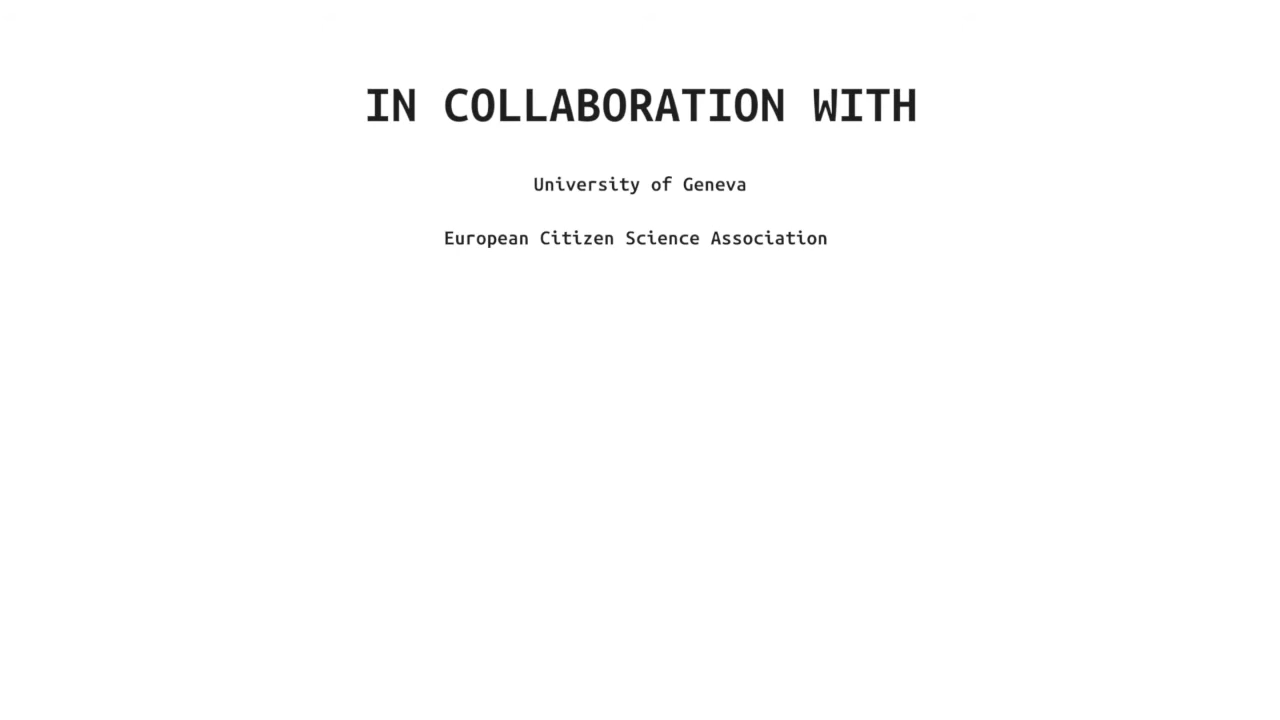 IN COLLABORATION WITH
University of Geneva
European Citizen Science Association